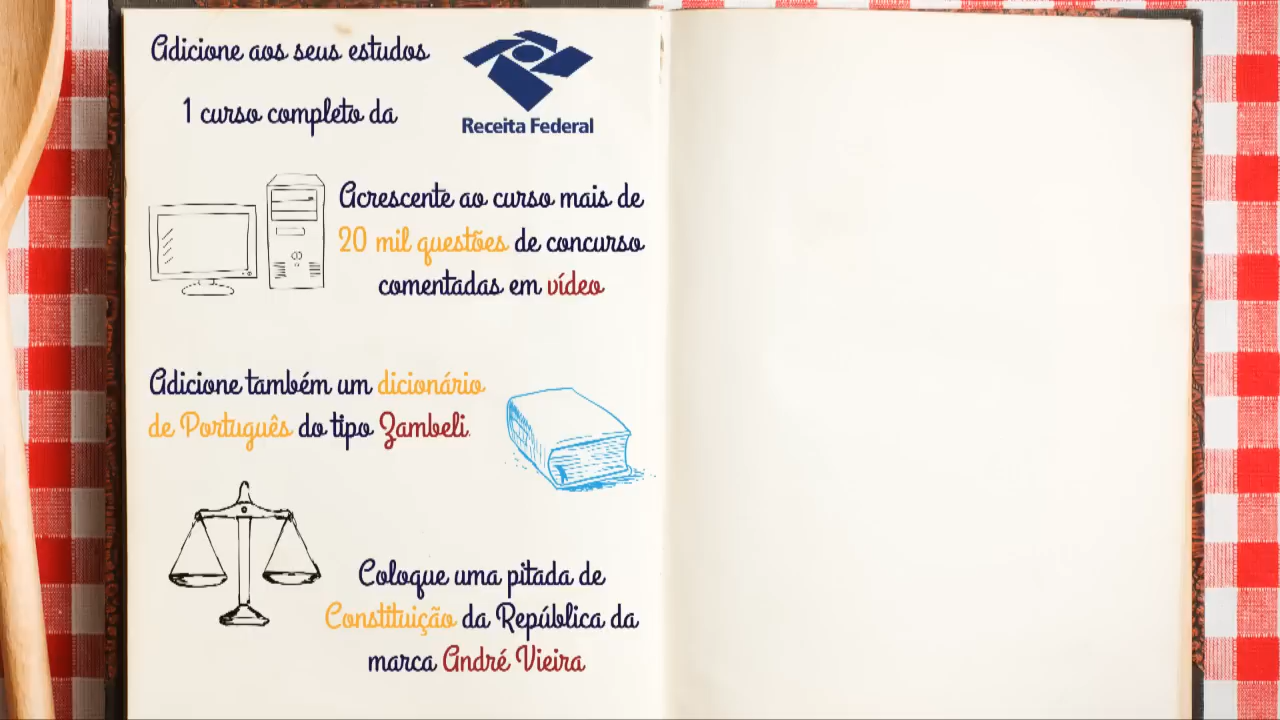 Adicione aos seus estudos
1 curso completo da
Receita Federal
Acrescente ao curso mais de
20 mil questões de concurso
comentadas em vídeo
Adicione também um dicionário
de Português do tipo Zambeli.
Coloque uma pitada de
Constituição da República da
marca André Vieira